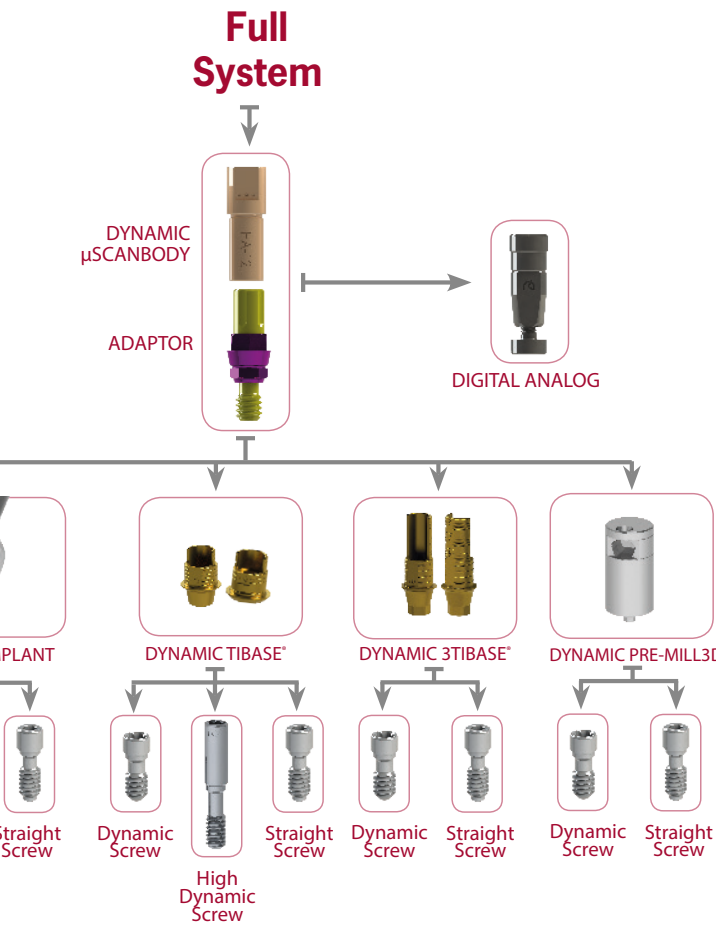 Full
System
DYNAMIC
µSCANBODY
ADAPTOR
DIGITAL ANALOG
MPLANT
DYNAMIC TIBASE®
DYNAMIC 3TIBASE®
DYNAMIC PRE-MILL3D
Straight
Screw
Dynamic
Screw
High
Dynamic
Screw
Straight
Screw
Dynamic
Screw
Straight
Screw
Dynamic
Screw
Straight
Screw